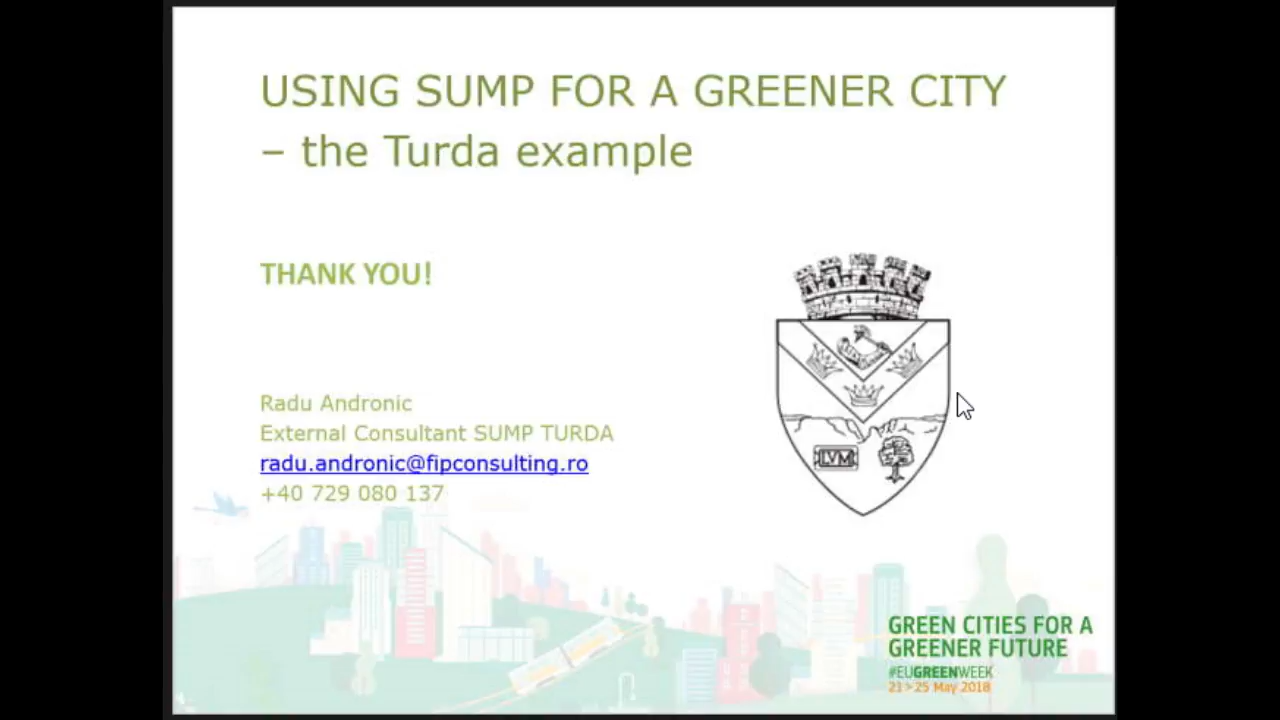 USING SUMP FOR A GREENER CITY
– the Turda example
THANK YOU!
Radu Andronic
External Consultant SUMP TURDA
radu.andronic@fipconsulting.ro
+40 729 080 137
LVM
GREEN CITIES FOR A
GREENER FUTURE
#EUGREENWEEK
21>25 May 2018